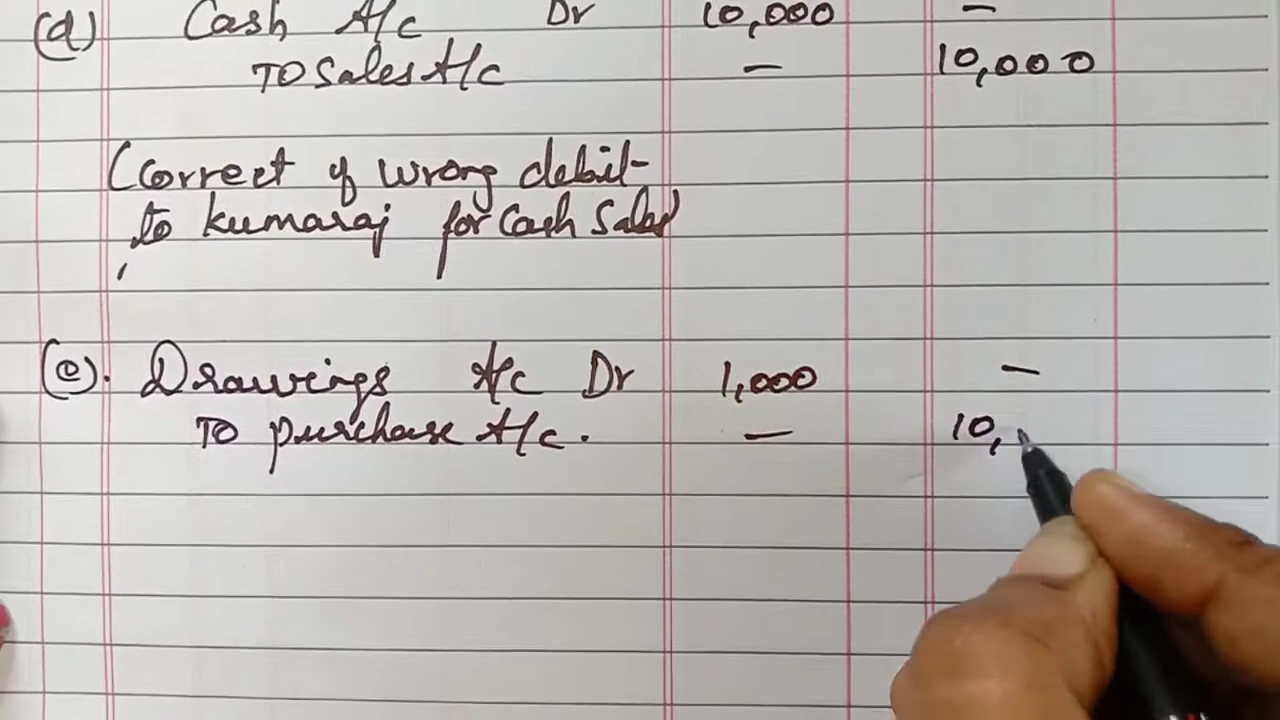 (d) Cash A/c Dr 10,000 –
To Sales A/c – 10,000
(Correct of wrong debit
to kumaraj for Cash Sales
(e). Drawings A/c Dr 1,000 –
To purchase A/c. – 10,